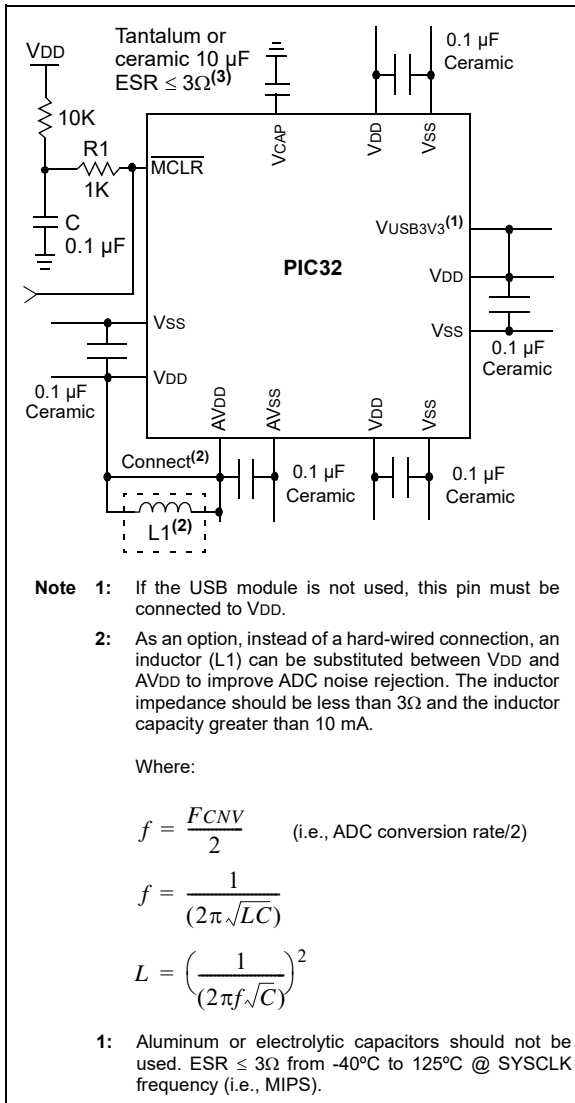 VDD
Tantalum or
ceramic 10 µF
ESR ≤ 3Ω(3)
0.1 µF
Ceramic
10K
R1
1K
MCLR
VCAP
VDD
VSS
C
0.1 µF
VUSB3V3(1)
PIC32
VDD
VSS
VSS
VDD
0.1 µF
Ceramic
0.1 µF
Ceramic
AVDD
AVSS
VDD
VSS
Connect(2)
0.1 µF
Ceramic
0.1 µF
Ceramic
L1(2)
Note 1: If the USB module is not used, this pin must be
connected to VDD.
2: As an option, instead of a hard-wired connection, an
inductor (L1) can be substituted between VDD and
AVDD to improve ADC noise rejection. The inductor
impedance should be less than 3Ω and the inductor
capacity greater than 10 mA.
Where:
f = FCNV / 2 (i.e., ADC conversion rate/2)
f = 1 / (2π√LC)
L = (1 / (2πf√C))²
1: Aluminum or electrolytic capacitors should not be
used. ESR ≤ 3Ω from -40ºC to 125ºC @ SYSCLK
frequency (i.e., MIPS).